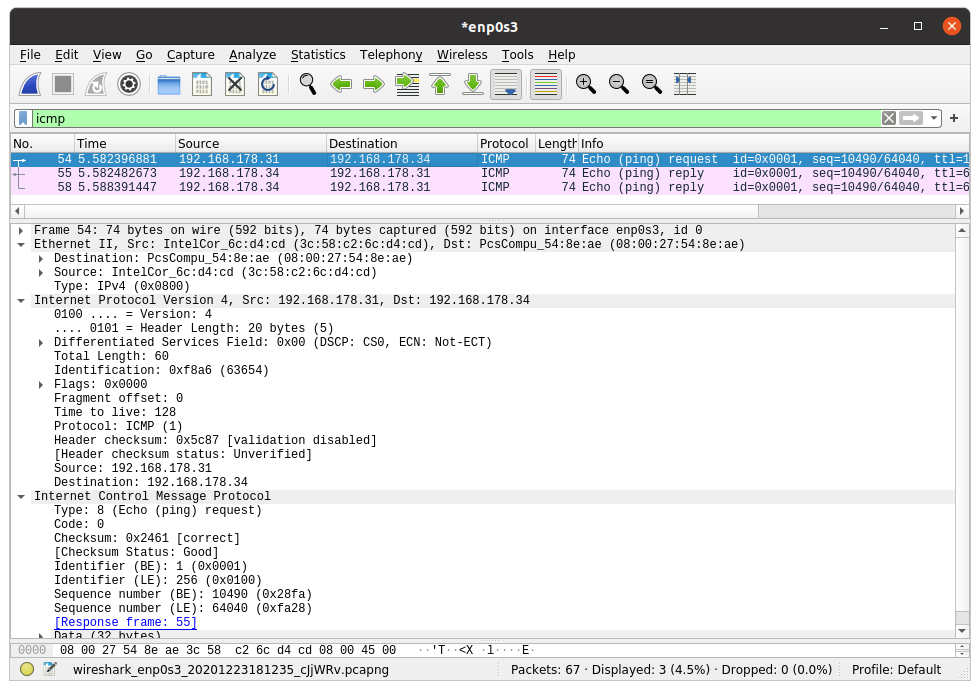 *enp0s3
File Edit View Go Capture Analyze Statistics Telephony Wireless Tools Help
icmp
No. Time Source Destination Protocol Length Info
54 5.582396881 192.168.178.31 192.168.178.34 ICMP 74 Echo (ping) request id=0x0001, seq=10490/64040, ttl=1
55 5.582482673 192.168.178.34 192.168.178.31 ICMP 74 Echo (ping) reply id=0x0001, seq=10490/64040, ttl=6
58 5.588391447 192.168.178.34 192.168.178.31 ICMP 74 Echo (ping) reply id=0x0001, seq=10490/64040, ttl=6
Frame 54: 74 bytes on wire (592 bits), 74 bytes captured (592 bits) on interface enp0s3, id 0
Ethernet II, Src: IntelCor_6c:d4:cd (3c:58:c2:6c:d4:cd), Dst: PcsCompu_54:8e:ae (08:00:27:54:8e:ae)
Destination: PcsCompu_54:8e:ae (08:00:27:54:8e:ae)
Source: IntelCor_6c:d4:cd (3c:58:c2:6c:d4:cd)
Type: IPv4 (0x0800)
Internet Protocol Version 4, Src: 192.168.178.31, Dst: 192.168.178.34
0100 .... = Version: 4
.... 0101 = Header Length: 20 bytes (5)
Differentiated Services Field: 0x00 (DSCP: CS0, ECN: Not-ECT)
Total Length: 60
Identification: 0xf8a6 (63654)
Flags: 0x0000
Fragment offset: 0
Time to live: 128
Protocol: ICMP (1)
Header checksum: 0x5c87 [validation disabled]
[Header checksum status: Unverified]
Source: 192.168.178.31
Destination: 192.168.178.34
Internet Control Message Protocol
Type: 8 (Echo (ping) request)
Code: 0
Checksum: 0x2461 [correct]
[Checksum Status: Good]
Identifier (BE): 1 (0x0001)
Identifier (LE): 256 (0x0100)
Sequence number (BE): 10490 (0x28fa)
Sequence number (LE): 64040 (0xfa28)
[Response frame: 55]
Data (32 bytes)
0000 08 00 27 54 8e ae 3c 58 c2 6c d4 cd 08 00 45 00 ··'T··<X ·l····E·
wireshark_enp0s3_20201223181235_cJjWRv.pcapng Packets: 67 · Displayed: 3 (4.5%) · Dropped: 0 (0.0%) Profile: Default